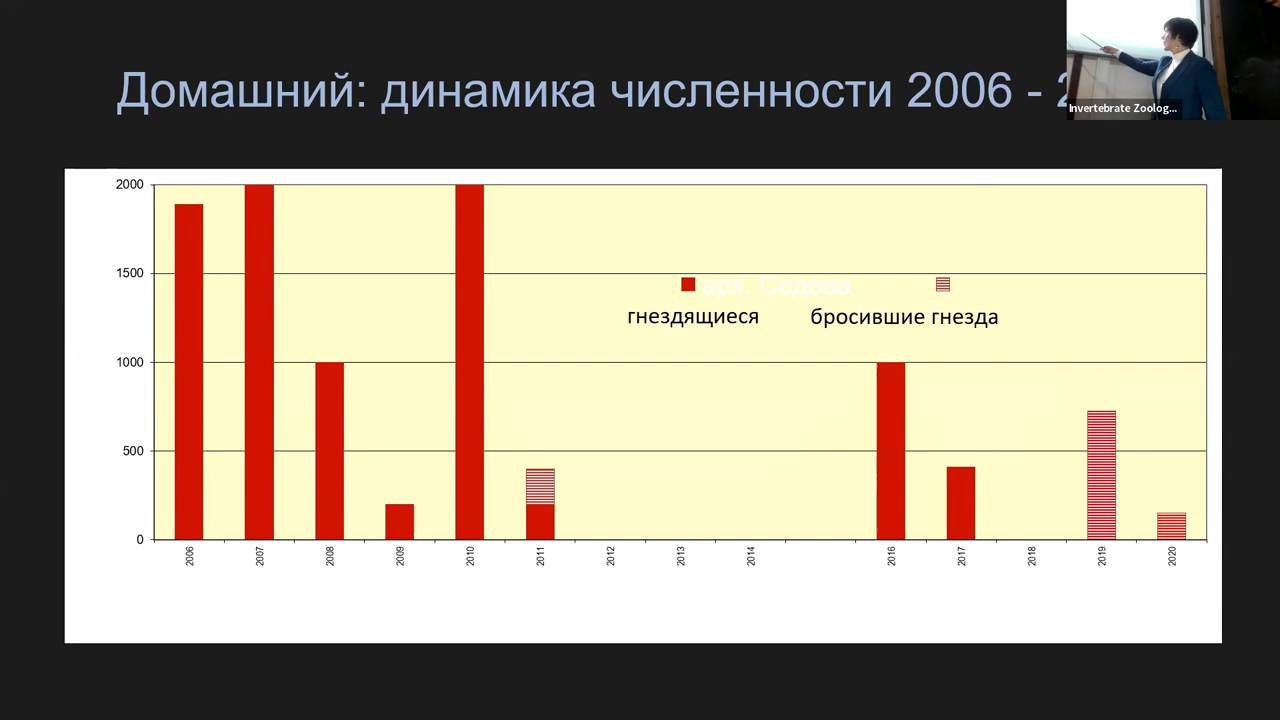 Домашний: динамика численности 2006 -
Invertebrate Zoolog...
2000
1500
1000
500
0
арх. Седова
гнездящиеся бросившие гнезда
2006 2007 2008 2009 2010 2011 2012 2013 2014 2016 2017 2018 2019 2020